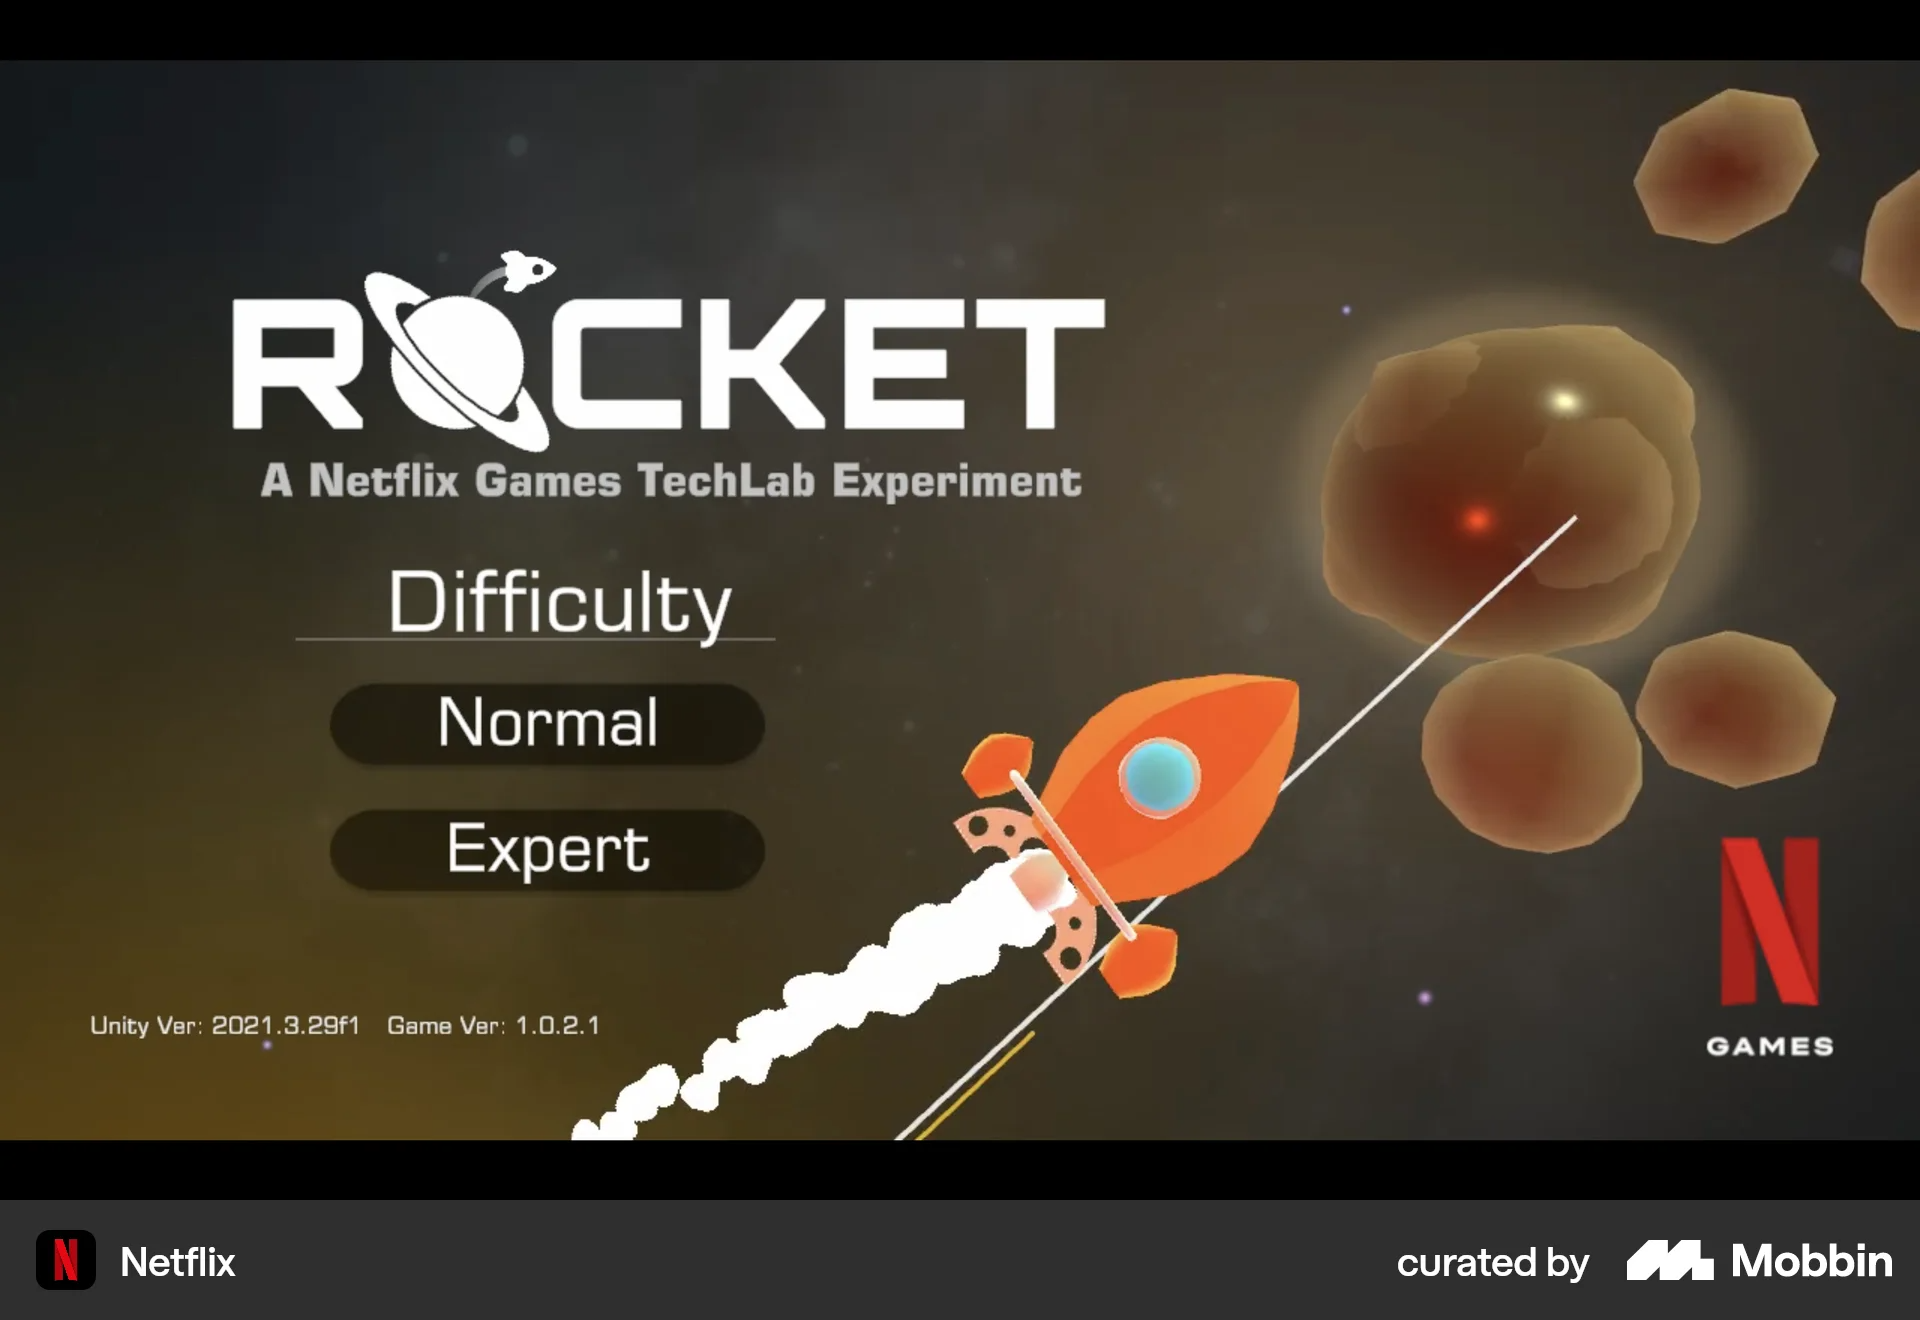 ROCKET
A Netflix Games TechLab Experiment
Difficulty
Normal
Expert
Unity Ver: 2021.3.29f1 Game Ver: 1.0.2.1
N
GAMES
N Netflix
curated by Mobbin